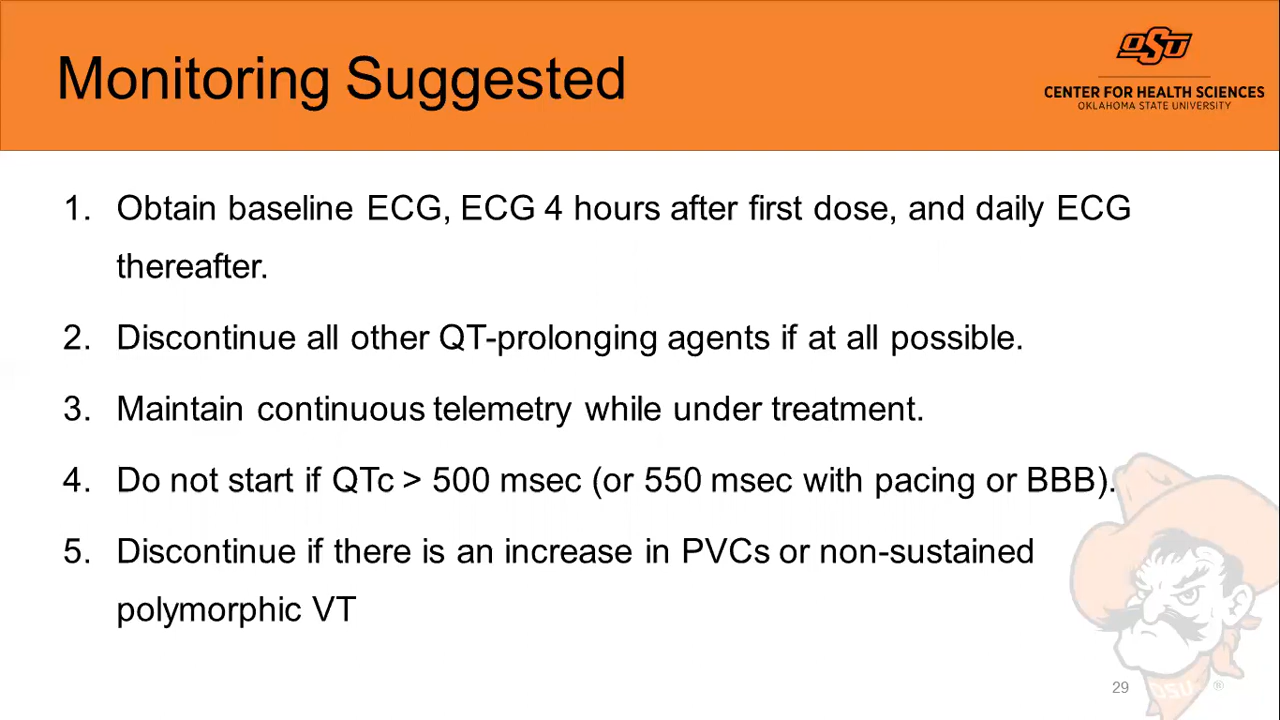 Monitoring Suggested
OSU
CENTER FOR HEALTH SCIENCES
OKLAHOMA STATE UNIVERSITY
1. Obtain baseline ECG, ECG 4 hours after first dose, and daily ECG
thereafter.
2. Discontinue all other QT-prolonging agents if at all possible.
3. Maintain continuous telemetry while under treatment.
4. Do not start if QTc > 500 msec (or 550 msec with pacing or BBB).
5. Discontinue if there is an increase in PVCs or non-sustained
polymorphic VT
29
OSU ®